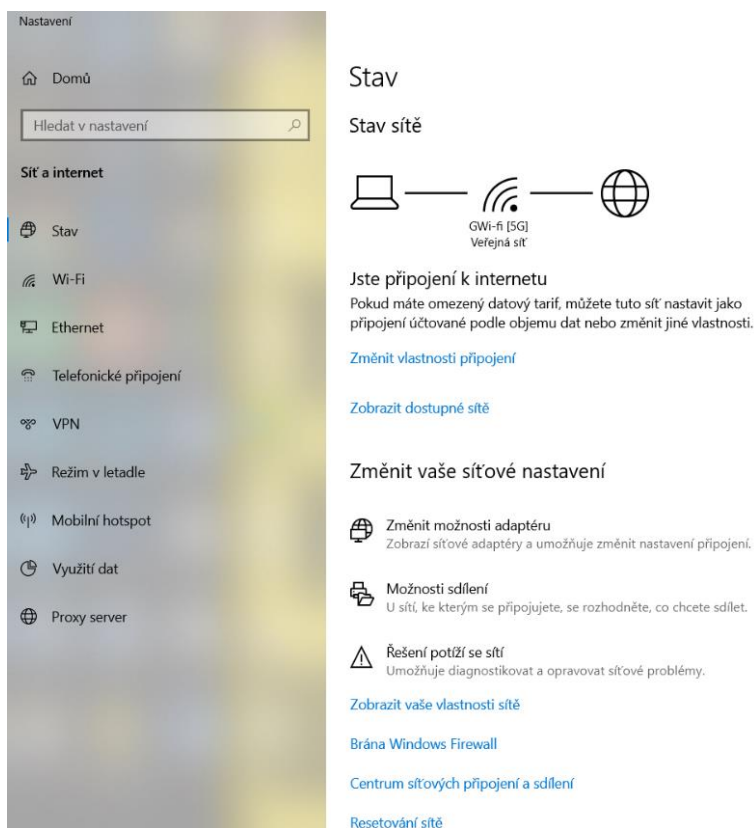 Nastavení
Domů
Hledat v nastavení
Síť a internet
Stav
Wi-Fi
Ethernet
Telefonické připojení
VPN
Režim v letadle
Mobilní hotspot
Využití dat
Proxy server
Stav
Stav sítě
GWi-fi [5G]
Veřejná síť
Jste připojení k internetu
Pokud máte omezený datový tarif, můžete tuto síť nastavit jako
připojení účtované podle objemu dat nebo změnit jiné vlastnosti.
Změnit vlastnosti připojení
Zobrazit dostupné sítě
Změnit vaše síťové nastavení
Změnit možnosti adaptéru
Zobrazí síťové adaptéry a umožňuje změnit nastavení připojení.
Možnosti sdílení
U sítí, ke kterým se připojujete, se rozhodněte, co chcete sdílet.
Řešení potíží se sítí
Umožňuje diagnostikovat a opravovat síťové problémy.
Zobrazit vaše vlastnosti sítě
Brána Windows Firewall
Centrum síťových připojení a sdílení
Resetování sítě